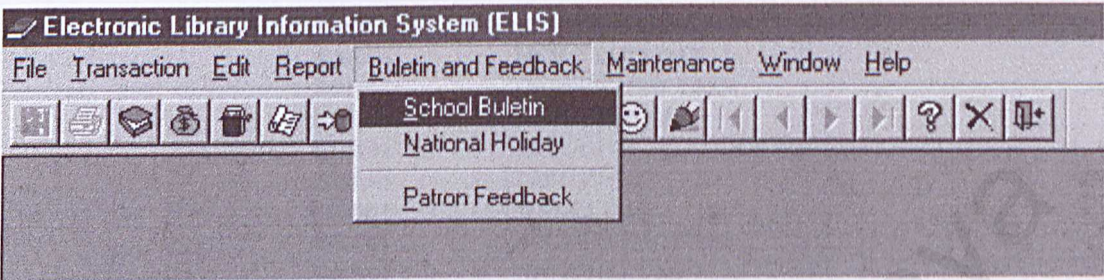 Electronic Library Information System (ELIS)
File Transaction Edit Report Buletin and Feedback Maintenance Window Help
School Buletin
National Holiday
Patron Feedback